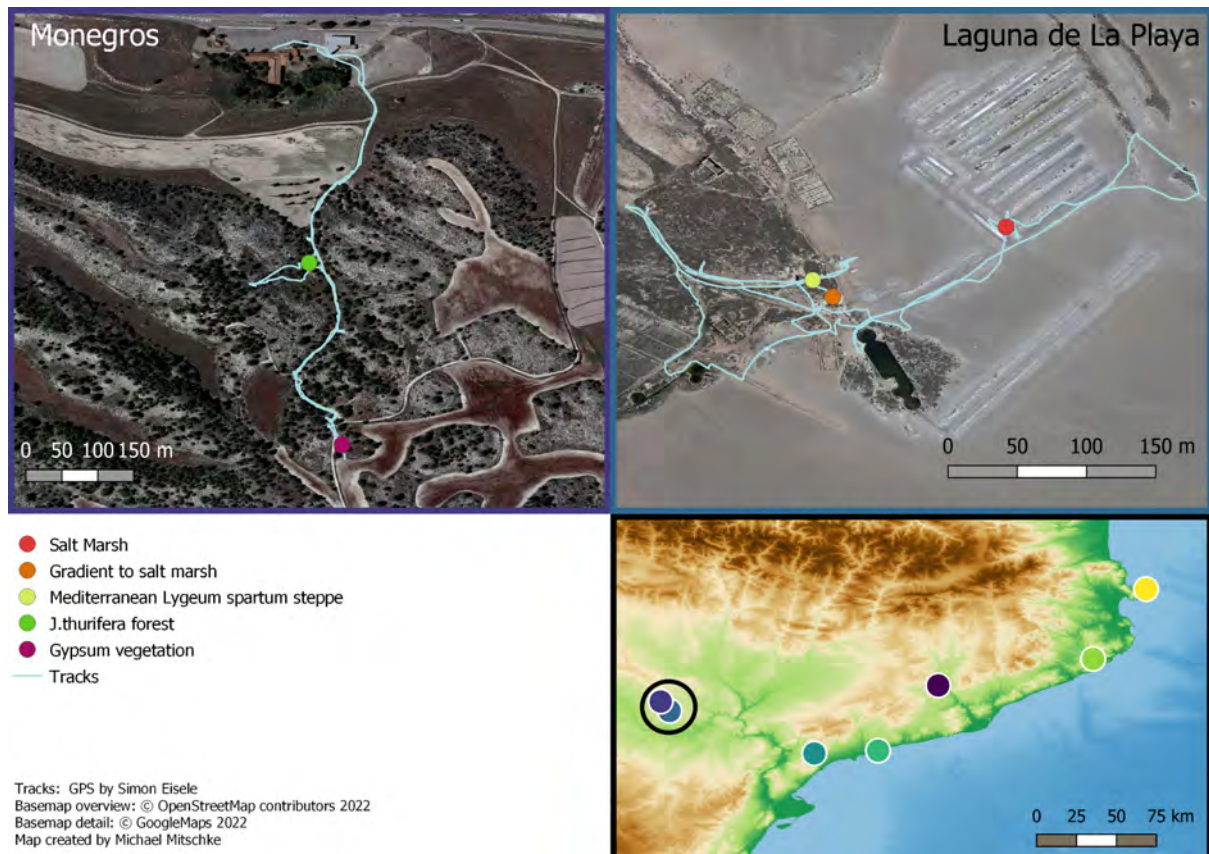 Monegros
0 50 100 150 m
Laguna de La Playa
0 50 100 150 m
Salt Marsh
Gradient to salt marsh
Mediterranean Lygeum spartum steppe
J.thurifera forest
Gypsum vegetation
Tracks
Tracks: GPS by Simon Eisele
Basemap overview: © OpenStreetMap contributors 2022
Basemap detail: © GoogleMaps 2022
Map created by Michael Mitschke
0 25 50 75 km